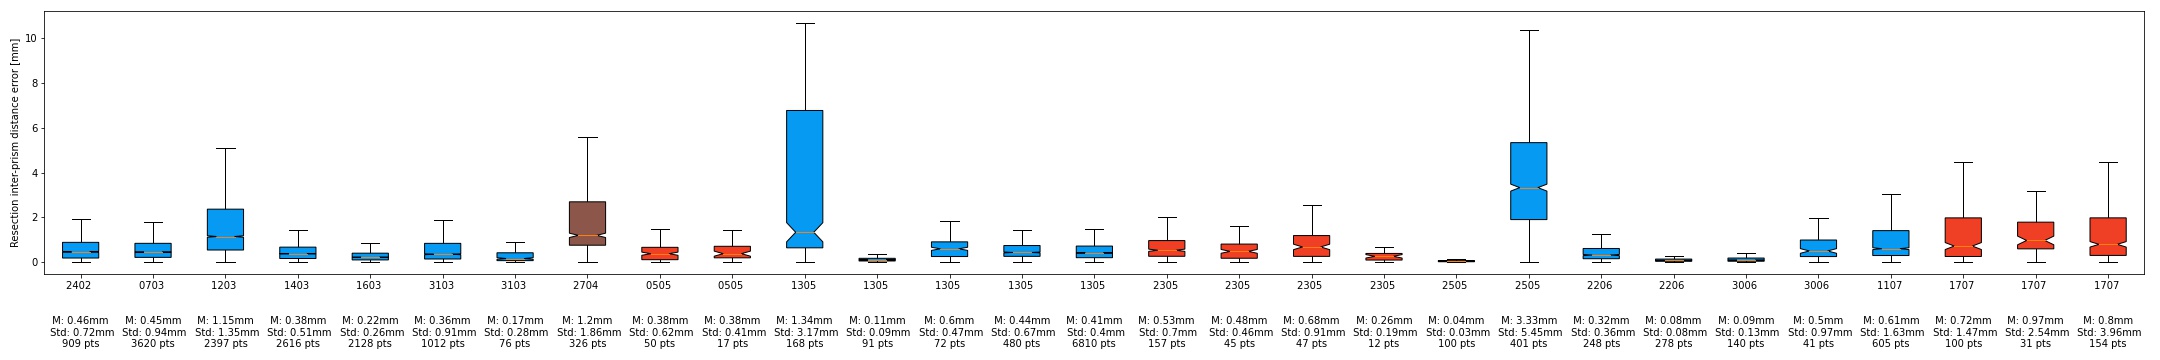 Resection inter-prism distance error [mm]
10
8
6
4
2
0
2402 0703 1203 1403 1603 3103 3103 2704 0505 0505 1305 1305 1305 1305 1305 2305 2305 2305 2305 2505 2505 2206 2206 3006 3006 1107 1707 1707 1707
M: 0.46mm M: 0.45mm M: 1.15mm M: 0.38mm M: 0.22mm M: 0.36mm M: 0.17mm M: 1.2mm M: 0.38mm M: 0.38mm M: 1.34mm M: 0.11mm M: 0.6mm M: 0.44mm M: 0.41mm M: 0.53mm M: 0.48mm M: 0.68mm M: 0.26mm M: 0.04mm M: 3.33mm M: 0.32mm M: 0.08mm M: 0.09mm M: 0.5mm M: 0.61mm M: 0.72mm M: 0.97mm M: 0.8mm
Std: 0.72mm Std: 0.94mm Std: 1.35mm Std: 0.51mm Std: 0.26mm Std: 0.91mm Std: 0.28mm Std: 1.86mm Std: 0.62mm Std: 0.41mm Std: 3.17mm Std: 0.09mm Std: 0.47mm Std: 0.67mm Std: 0.4mm Std: 0.7mm Std: 0.46mm Std: 0.91mm Std: 0.19mm Std: 0.03mm Std: 5.45mm Std: 0.36mm Std: 0.08mm Std: 0.13mm Std: 0.97mm Std: 1.63mm Std: 1.47mm Std: 2.54mm Std: 3.96mm
909 pts 3620 pts 2397 pts 2616 pts 2128 pts 1012 pts 76 pts 326 pts 50 pts 17 pts 168 pts 91 pts 72 pts 480 pts 6810 pts 157 pts 45 pts 47 pts 12 pts 100 pts 401 pts 248 pts 278 pts 140 pts 41 pts 605 pts 100 pts 31 pts 154 pts